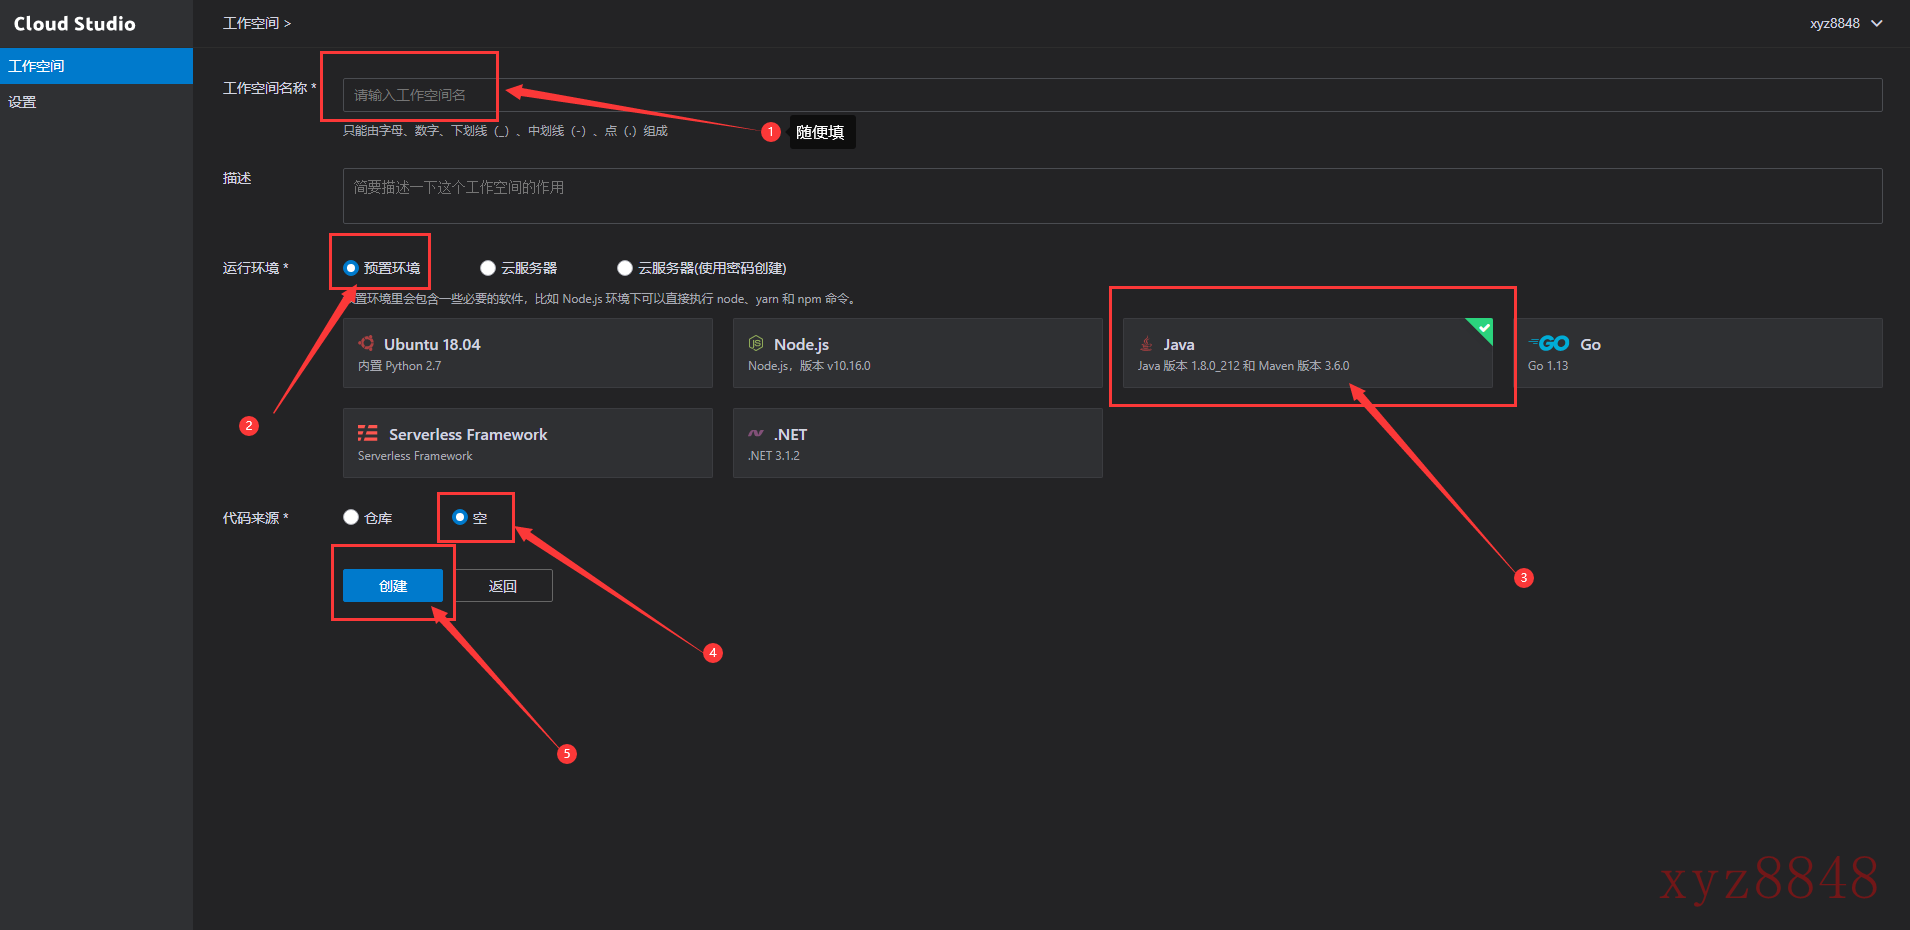 Cloud Studio
工作空间 >
xyz8848
工作空间
设置
工作空间名称 *
请输入工作空间名
只能由字母、数字、下划线（_）、中划线（-）、点（.）组成
1
随便填
描述
简要描述一下这个工作空间的作用
运行环境 *
预置环境
云服务器
云服务器(使用密码创建)
置环境里会包含一些必要的软件，比如 Node.js 环境下可以直接执行 node、yarn 和 npm 命令。
Ubuntu 18.04
内置 Python 2.7
Node.js
Node.js，版本 v10.16.0
Java
Java 版本 1.8.0_212 和 Maven 版本 3.6.0
GO
Go
Go 1.13
2
Serverless Framework
Serverless Framework
.NET
.NET 3.1.2
代码来源 *
仓库
空
3
创建
返回
4
5
xyz8848